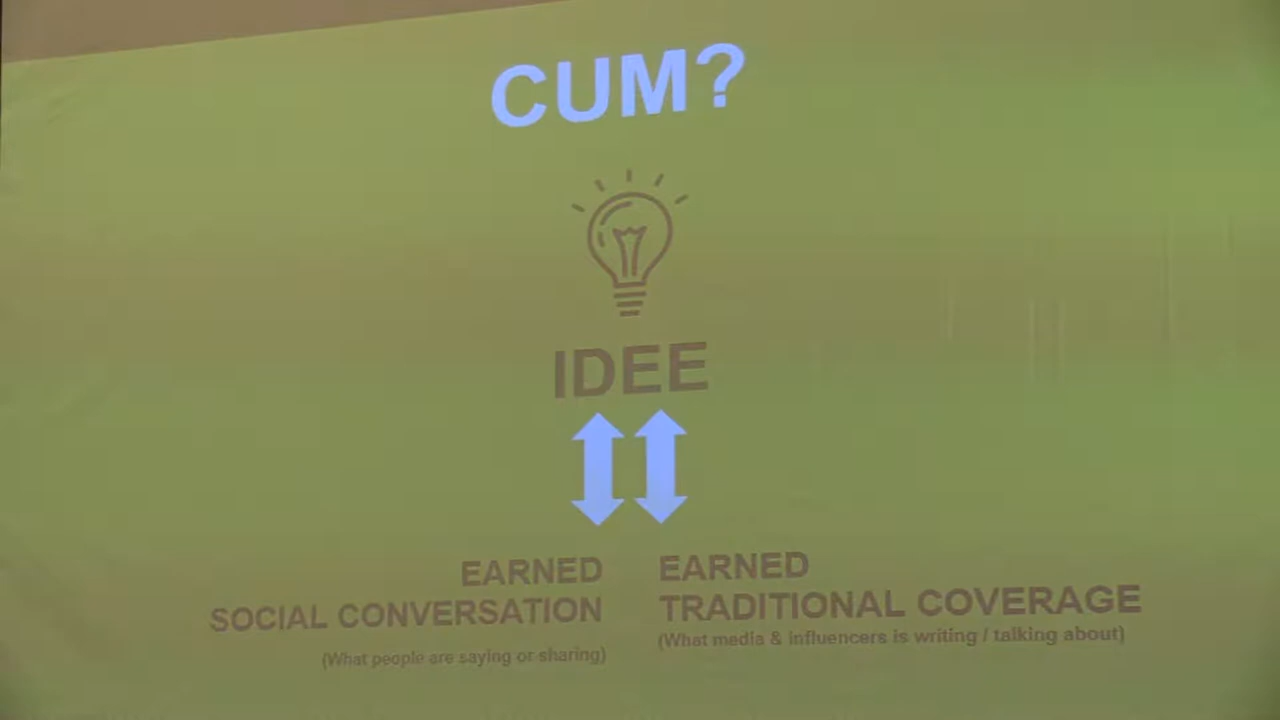 CUM?
IDEE
EARNED
SOCIAL CONVERSATION
(What people are saying or sharing)
EARNED
TRADITIONAL COVERAGE
(What media & influencers is writing / talking about)